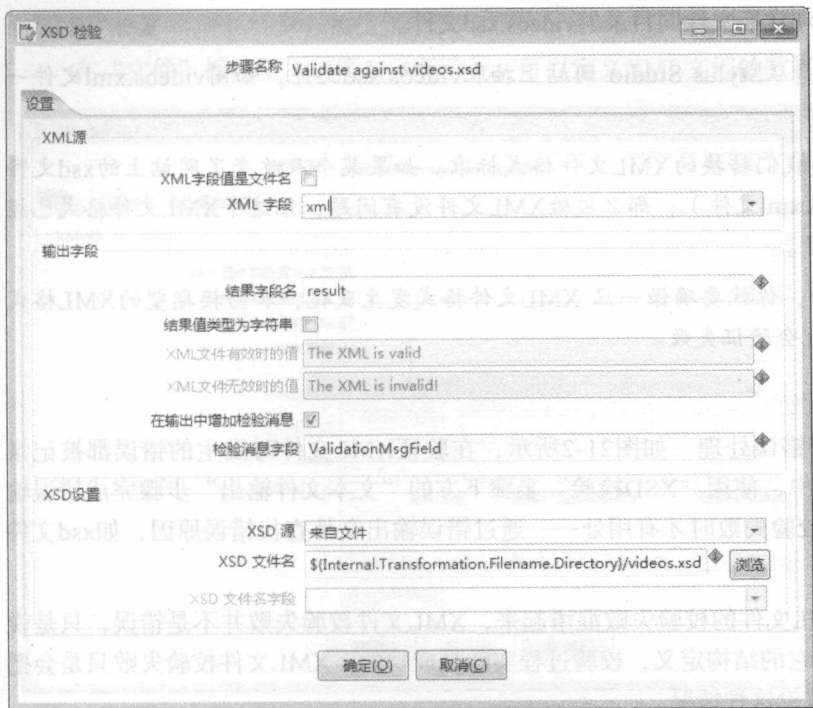 XSD 检验
步骤名称 Validate against videos.xsd
设置
XML源
XML字段值是文件名
XML 字段 xml
输出字段
结果字段名 result
结果值类型为字符串
XML文件有效时的值 The XML is valid
XML文件无效时的值 The XML is invalid!
在输出中增加检验消息
检验消息字段 ValidationMsgField
XSD设置
XSD 源 来自文件
XSD 文件名 ${Internal.Transformation.Filename.Directory}/videos.xsd 浏览
XSD 文件名字段
确定(O) 取消(C)